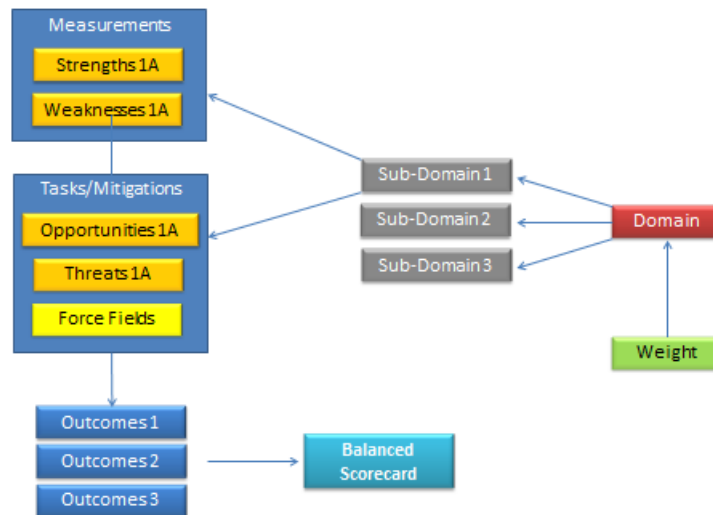 Measurements
Strengths 1A
Weaknesses 1A
Tasks/Mitigations
Opportunities 1A
Threats 1A
Force Fields
Outcomes 1
Outcomes 2
Outcomes 3
Balanced
Scorecard
Sub-Domain 1
Sub-Domain 2
Sub-Domain 3
Domain
Weight